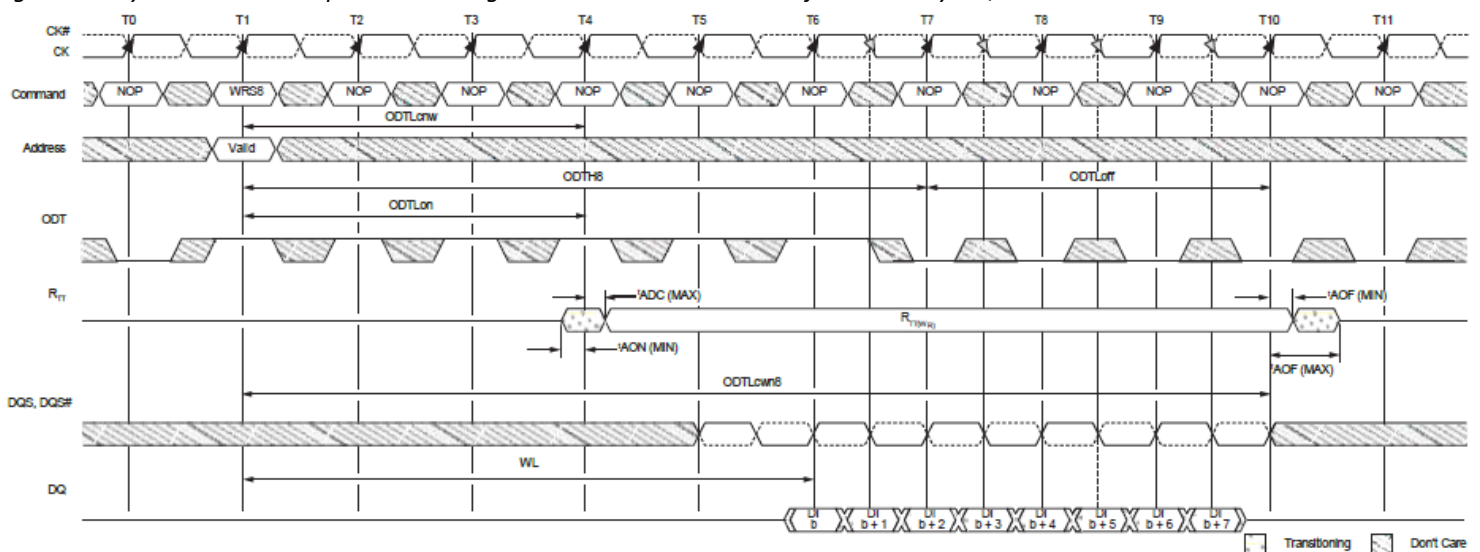 T0 T1 T2 T3 T4 T5 T6 T7 T8 T9 T10 T11
CK#
CK
Command NOP WRS8 NOP NOP NOP NOP NOP NOP NOP NOP NOP NOP
ODTLcnw
Address Valid
ODTH8 ODTLoff
ODTLon
ODT
RTT
tADC (MAX) tAOF (MIN)
RTT(WR)
tAON (MIN)
tAOF (MAX)
ODTLcwn8
DQS, DQS#
WL
DQ
DI b DI b + 1 DI b + 2 DI b + 3 DI b + 4 DI b + 5 DI b + 6 DI b + 7
Transitioning Don't Care